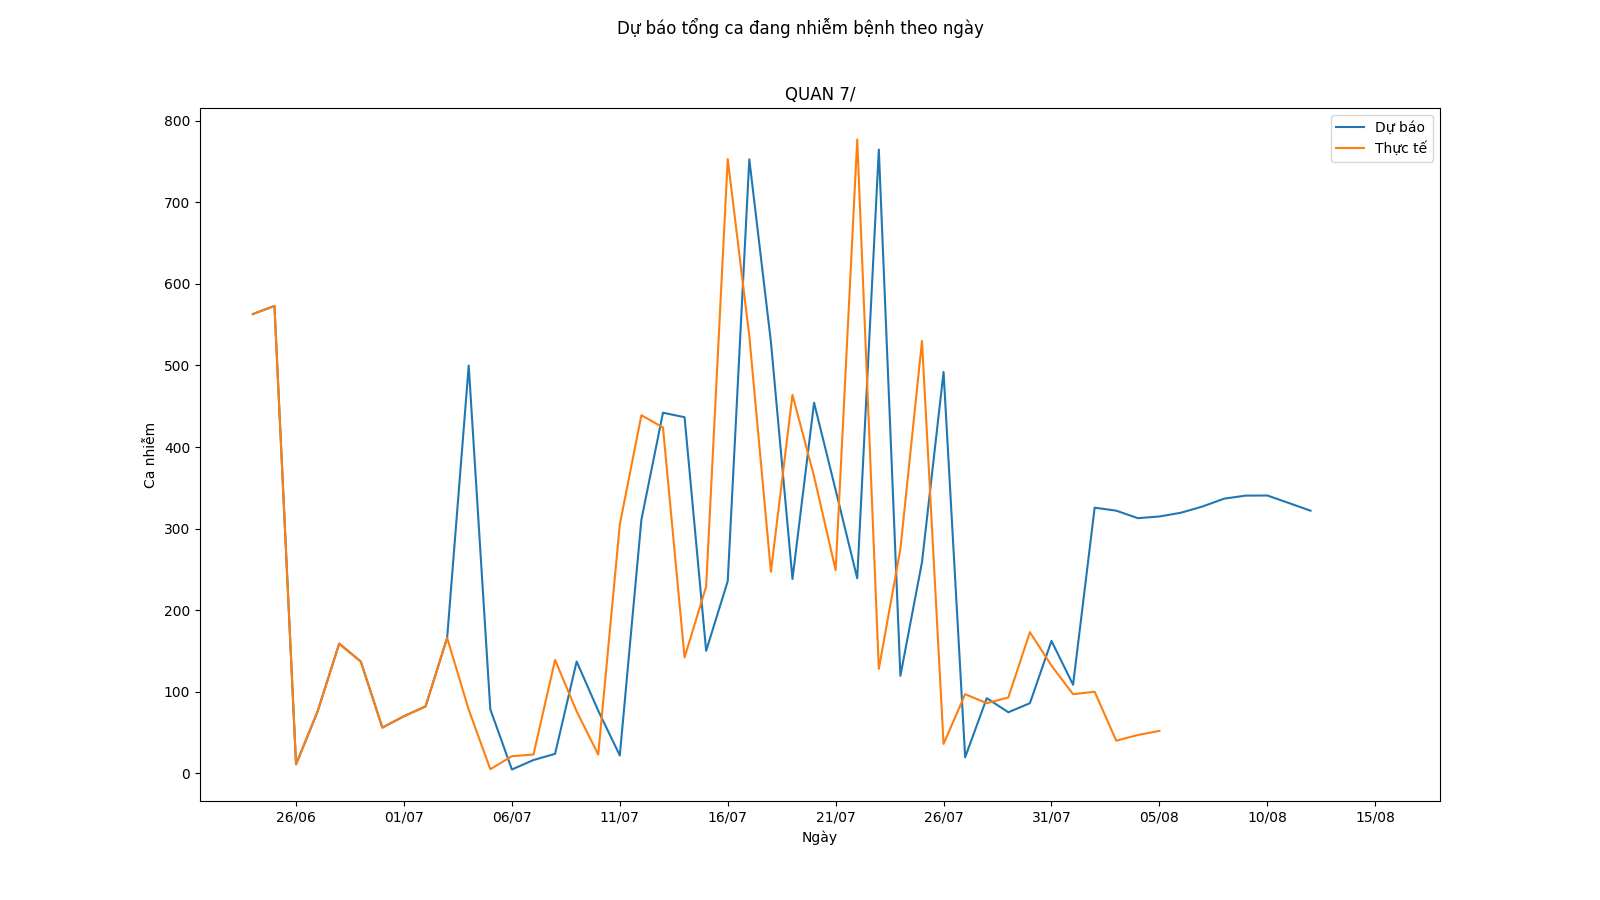 Dự báo tổng ca đang nhiễm bệnh theo ngày
QUAN 7/
Dự báo
Thực tế
Ca nhiễm
800
700
600
500
400
300
200
100
0
26/06 01/07 06/07 11/07 16/07 21/07 26/07 31/07 05/08 10/08 15/08
Ngày